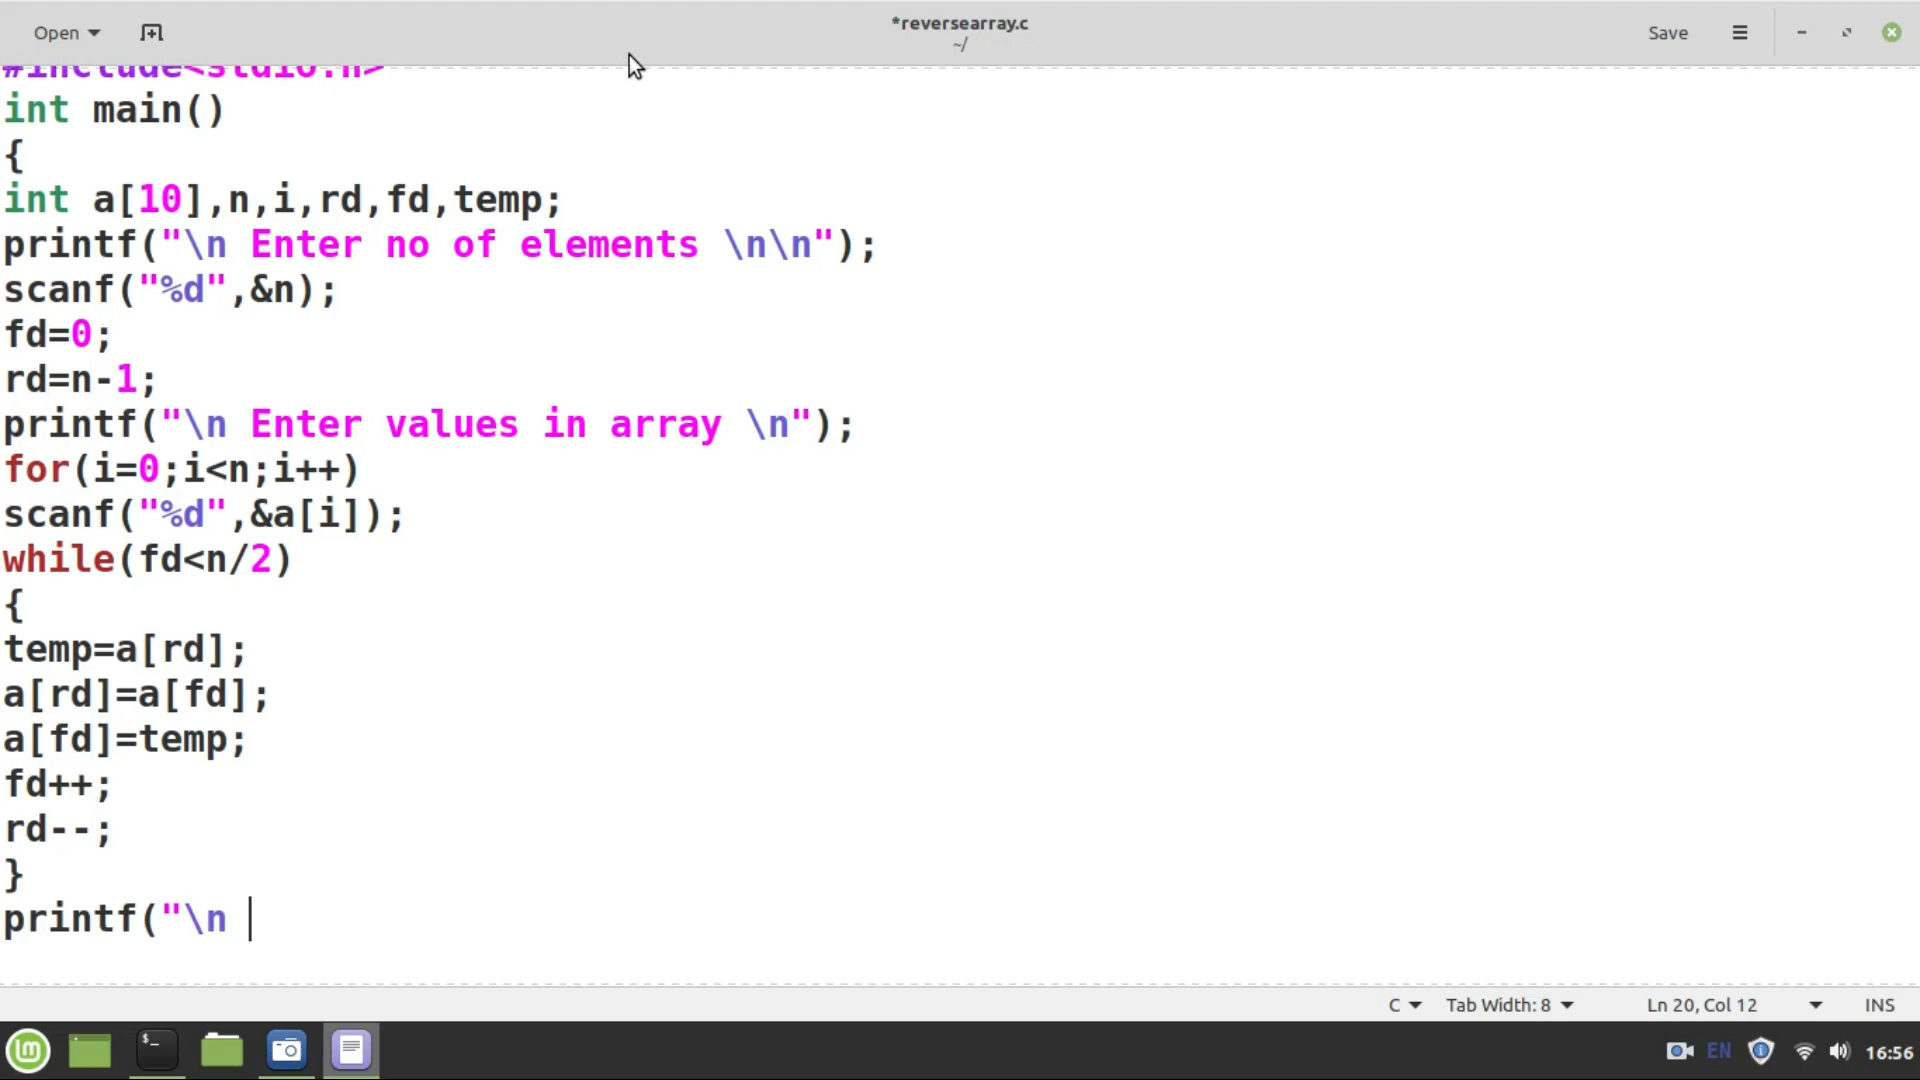 Open
*reversearray.c
~/
Save
#include<stdio.h>
int main()
{
int a[10],n,i,rd,fd,temp;
printf("\n Enter no of elements \n\n");
scanf("%d",&n);
fd=0;
rd=n-1;
printf("\n Enter values in array \n");
for(i=0;i<n;i++)
scanf("%d",&a[i]);
while(fd<n/2)
{
temp=a[rd];
a[rd]=a[fd];
a[fd]=temp;
fd++;
rd--;
}
printf("\n
C
Tab Width: 8
Ln 20, Col 12
INS
$_
EN
16:56